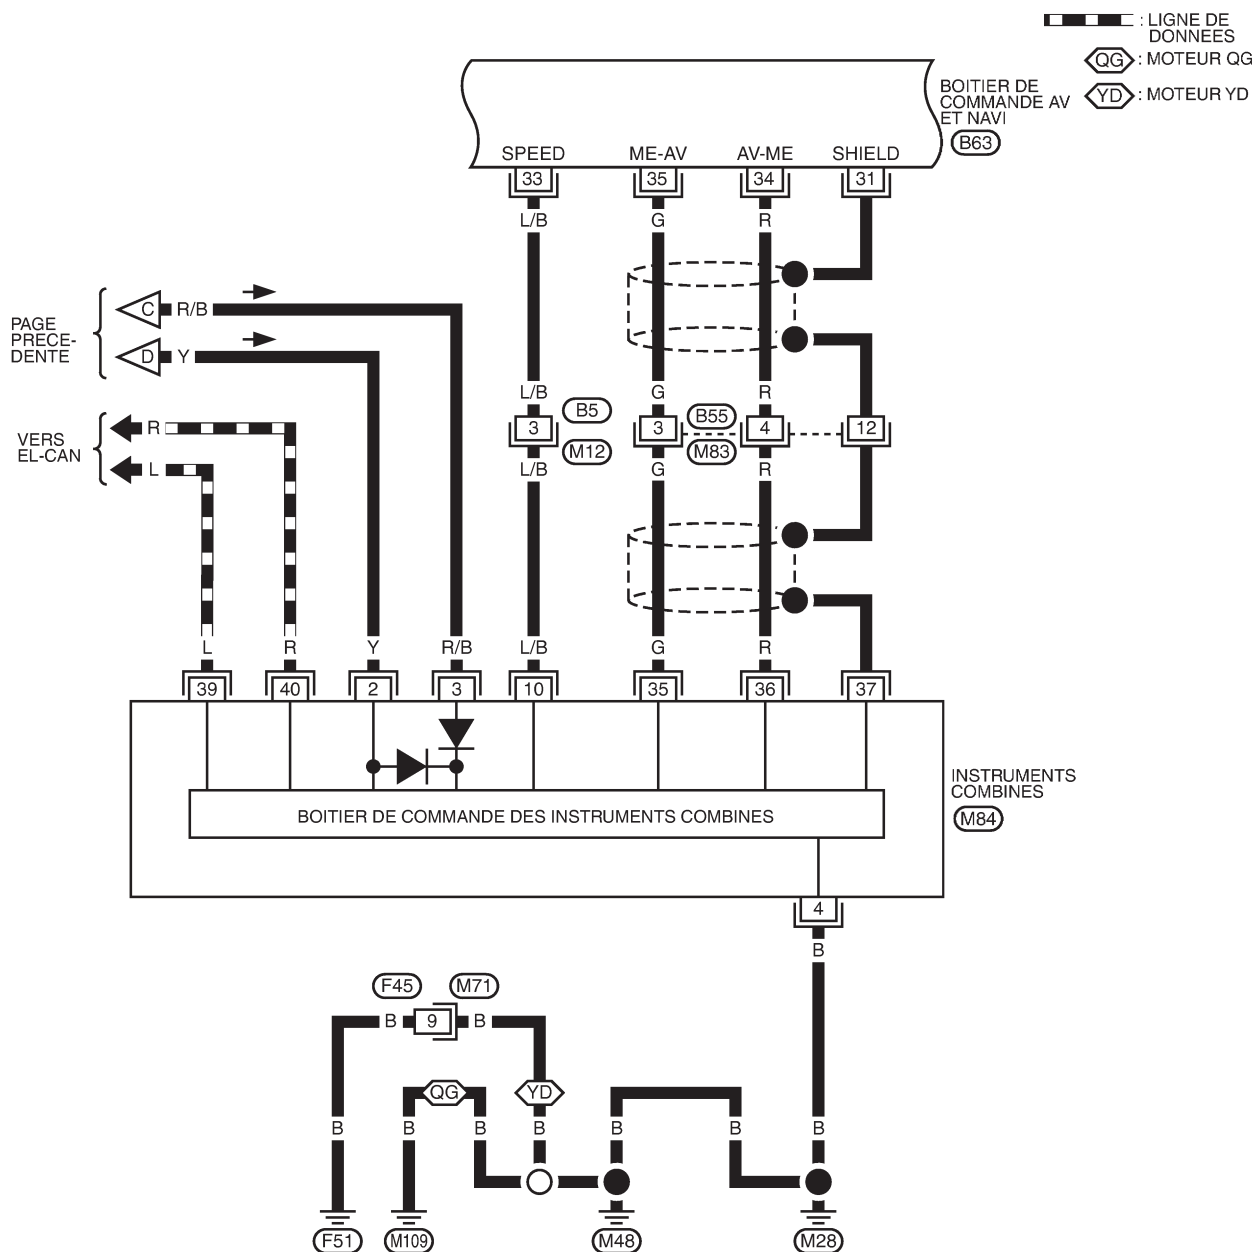 : LIGNE DE
DONNEES
QG : MOTEUR QG
YD : MOTEUR YD
BOITIER DE
COMMANDE AV
ET NAVI
B63
SPEED ME-AV AV-ME SHIELD
33 35 34 31
L/B G R
C R/B
D Y
PAGE
PRECE-
DENTE
L/B G R
B5 B55
3 3 4 12
M12 M83
L/B G R
VERS
EL-CAN
R
L
L R Y R/B L/B G R
39 40 2 3 10 35 36 37
INSTRUMENTS
COMBINES
M84
BOITIER DE COMMANDE DES INSTRUMENTS COMBINES
4
B
F45 M71
B 9 B
QG YD
B B B B B B B
F51 M109 M48 M28